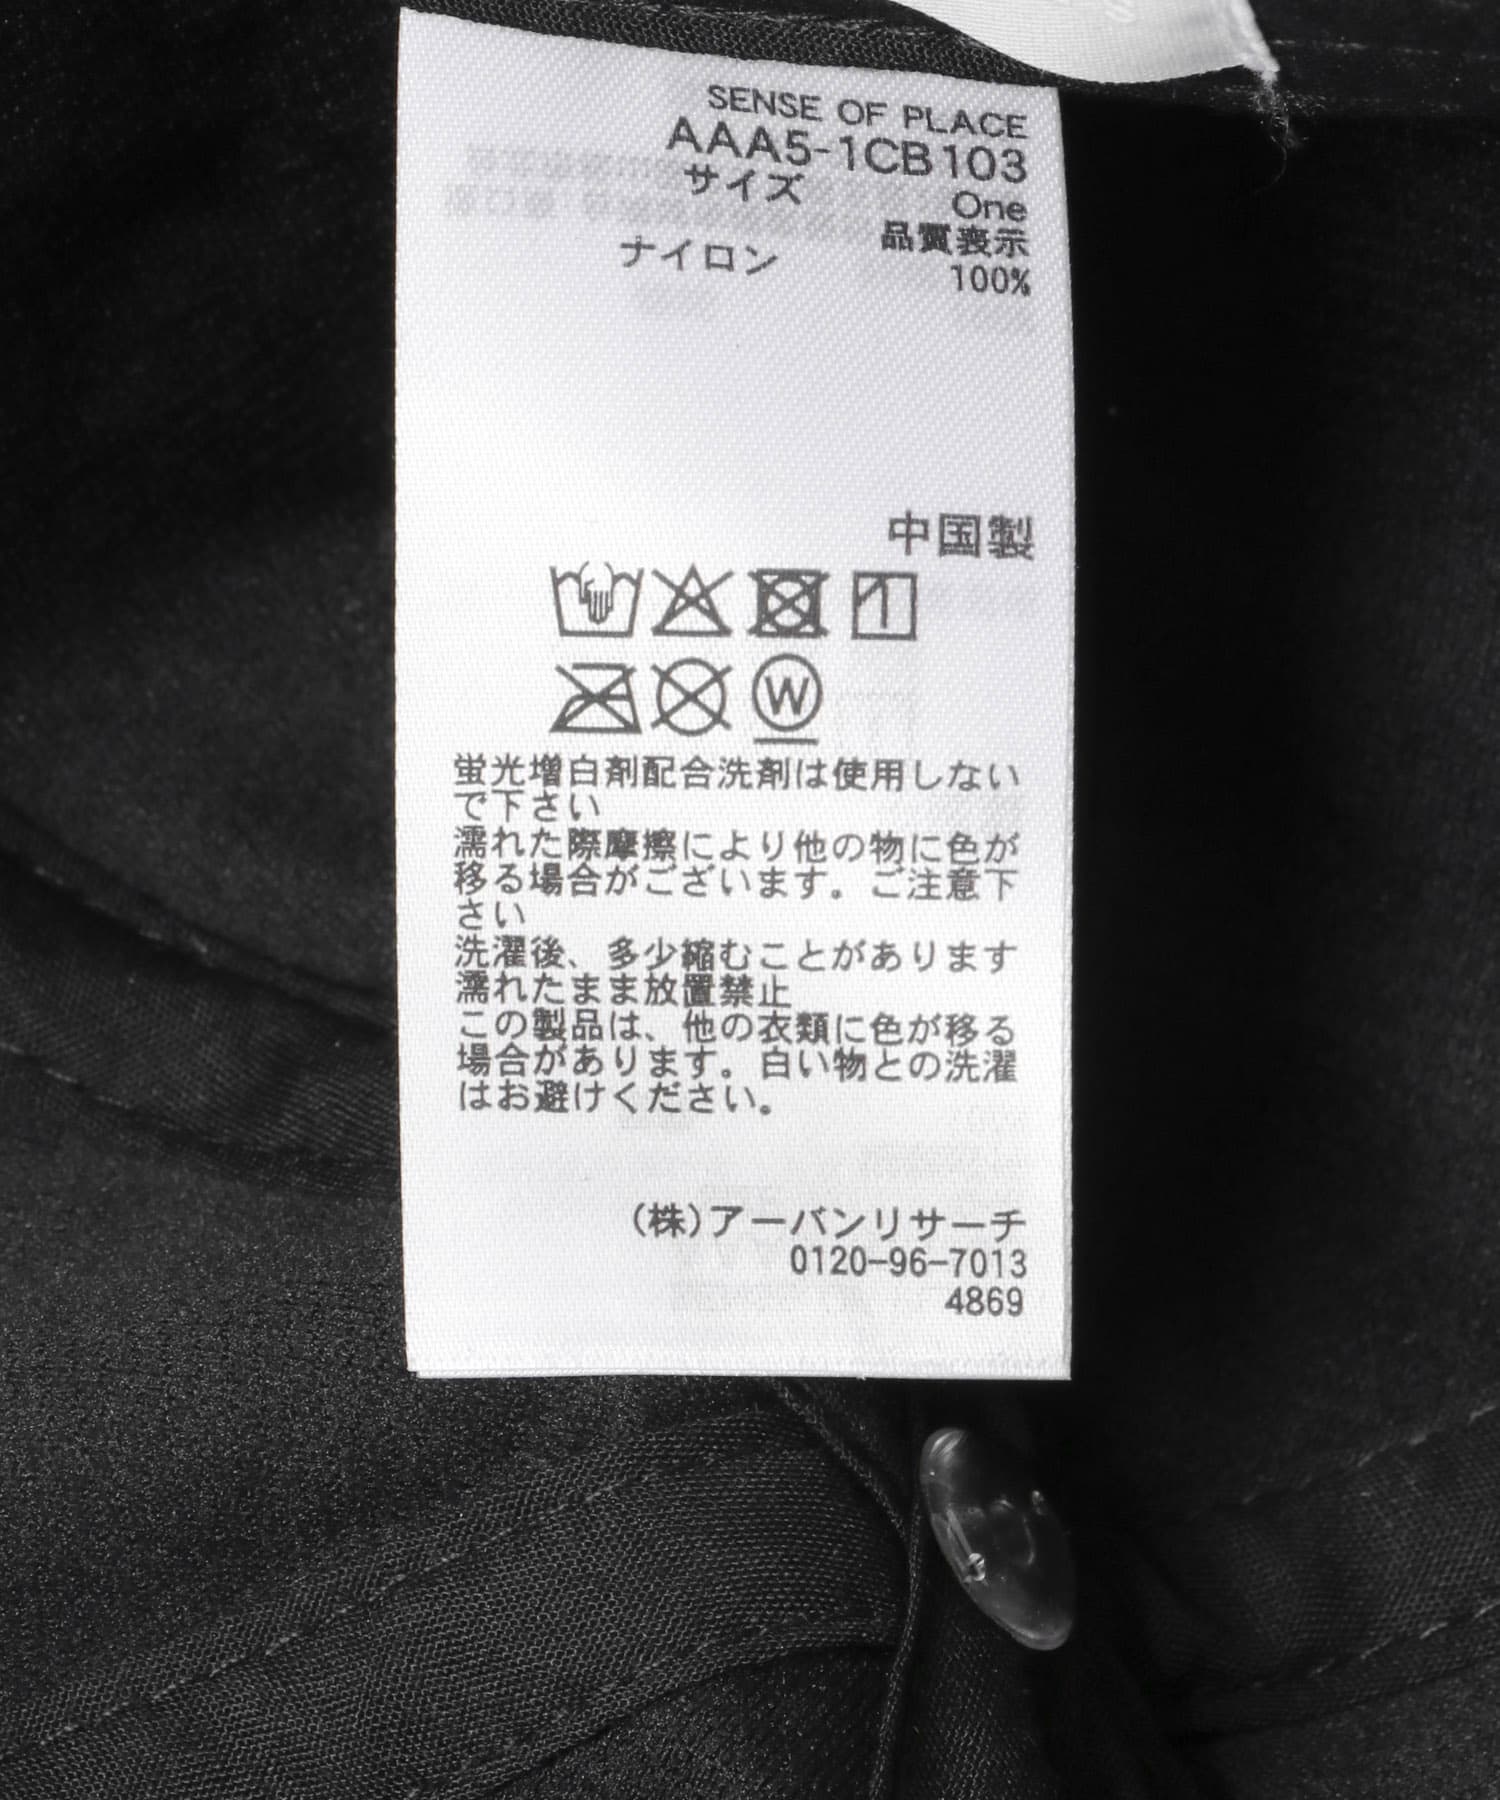 SENSE OF PLACE
AAA5-1CB103
サイズ One
品質表示
ナイロン 100%
中国製
W
蛍光増白剤配合洗剤は使用しない
で下さい
濡れた際摩擦により他の物に色が
移る場合がございます。ご注意下
さい
洗濯後、多少縮むことがあります
濡れたまま放置禁止
この製品は、他の衣類に色が移る
場合があります。白い物との洗濯
はお避けください。
(株)アーバンリサーチ
0120-96-7013
4869